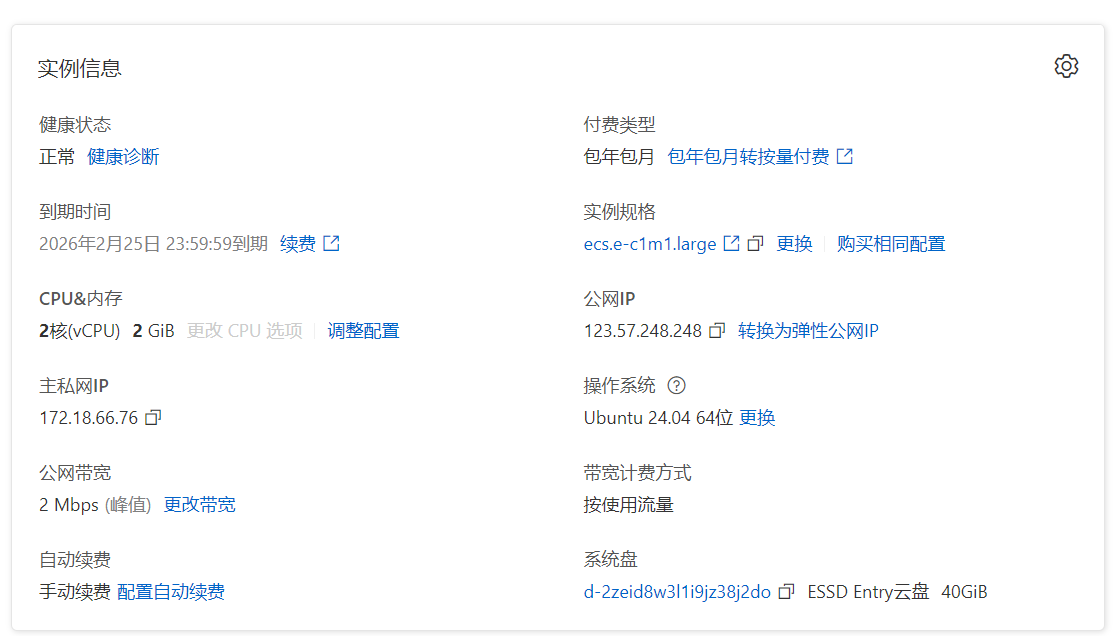 实例信息
健康状态
正常 健康诊断
付费类型
包年包月 包年包月转按量付费
到期时间
2026年2月25日 23:59:59到期 续费
实例规格
ecs.e-c1m1.large 更换 购买相同配置
CPU&内存
2核(vCPU) 2 GiB 更改 CPU 选项 调整配置
公网IP
123.57.248.248 转换为弹性公网IP
主私网IP
172.18.66.76
操作系统
Ubuntu 24.04 64位 更换
公网带宽
2 Mbps (峰值) 更改带宽
带宽计费方式
按使用流量
自动续费
手动续费 配置自动续费
系统盘
d-2zeid8w3l1i9jz38j2do ESSD Entry云盘 40GiB